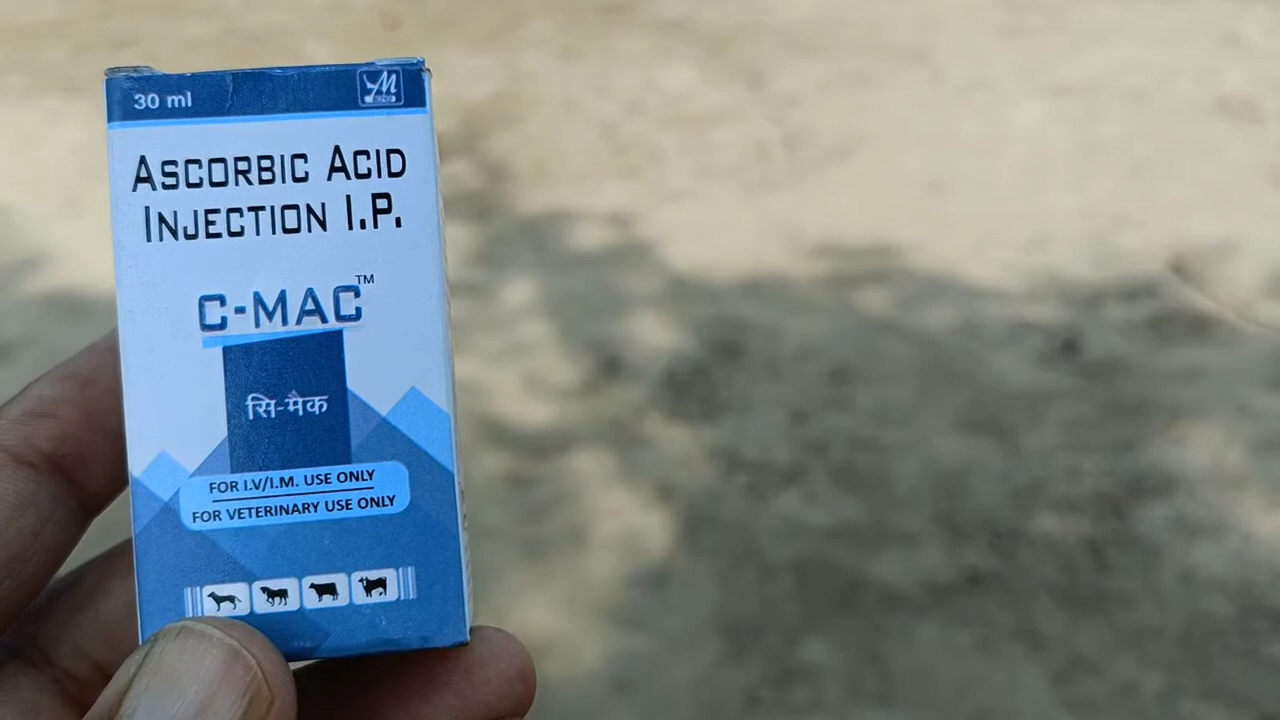 30 ml
ASCORBIC ACID
INJECTION I.P.
C-MAC™
सि-मैक
FOR I.V/I.M. USE ONLY
FOR VETERINARY USE ONLY